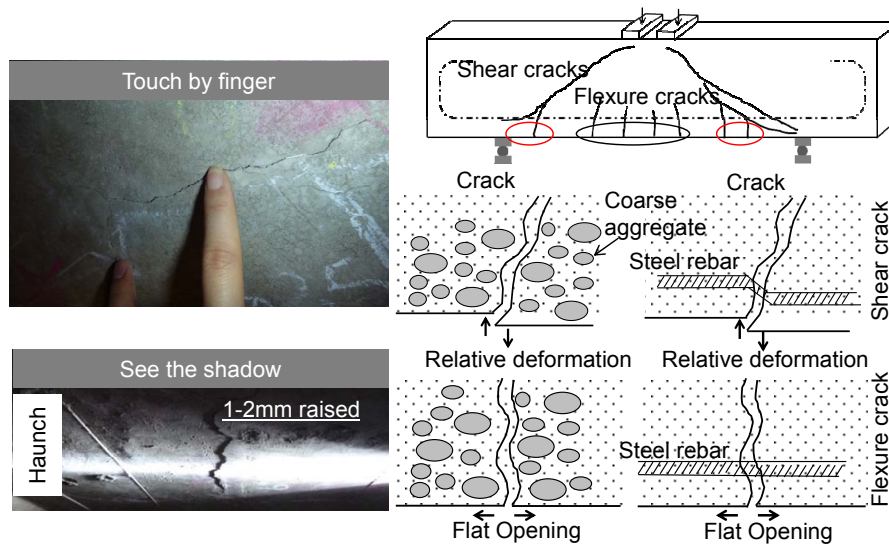 Touch by finger
See the shadow
Haunch
1-2mm raised
Shear cracks
Flexure cracks
Crack
Crack
Coarse
aggregate
Steel rebar
Shear crack
Relative deformation
Relative deformation
Steel rebar
Flexure crack
Flat Opening
Flat Opening